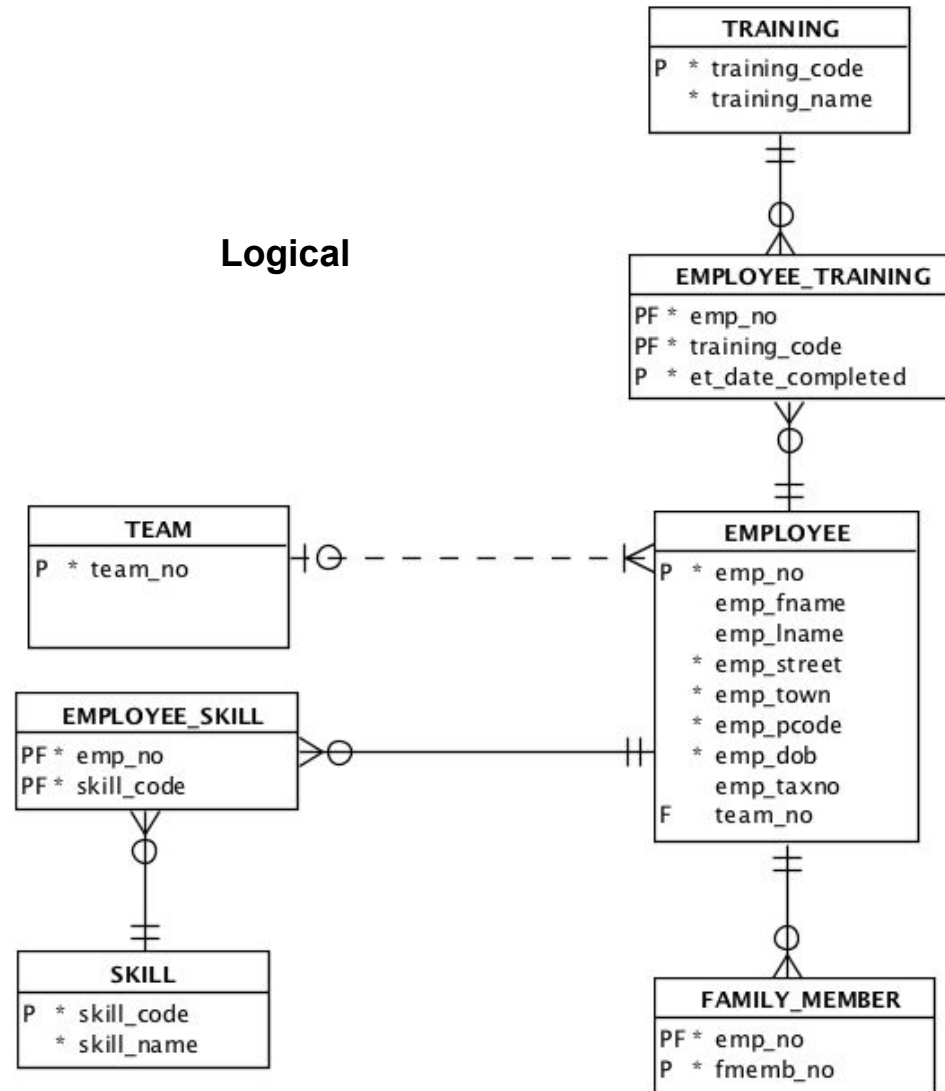 TRAINING
P * training_code
* training_name
Logical
EMPLOYEE_TRAINING
PF * emp_no
PF * training_code
P * et_date_completed
TEAM
P * team_no
EMPLOYEE
P * emp_no
emp_fname
emp_lname
* emp_street
* emp_town
* emp_pcode
* emp_dob
emp_taxno
F team_no
EMPLOYEE_SKILL
PF * emp_no
PF * skill_code
SKILL
P * skill_code
* skill_name
FAMILY_MEMBER
PF * emp_no
P * fmemb_no